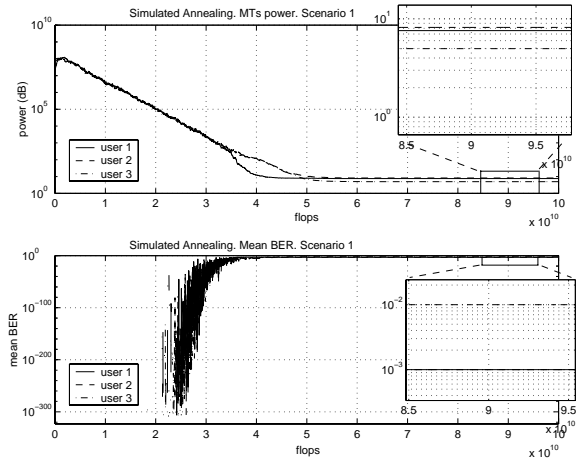 Simulated Annealing. MTs power. Scenario 1
10^10
10^5
10^0
power (dB)
user 1
user 2
user 3
0 1 2 3 4 5 6 7 8 9 10
flops
x 10^10
10^1
10^0
8.5 9 9.5
x 10^10
Simulated Annealing. Mean BER. Scenario 1
10^0
10^-100
10^-200
10^-300
mean BER
user 1
user 2
user 3
0 1 2 3 4 5 6 7 8 9 10
flops
x 10^10
10^-2
10^-3
8.5 9 9.5
x 10^10